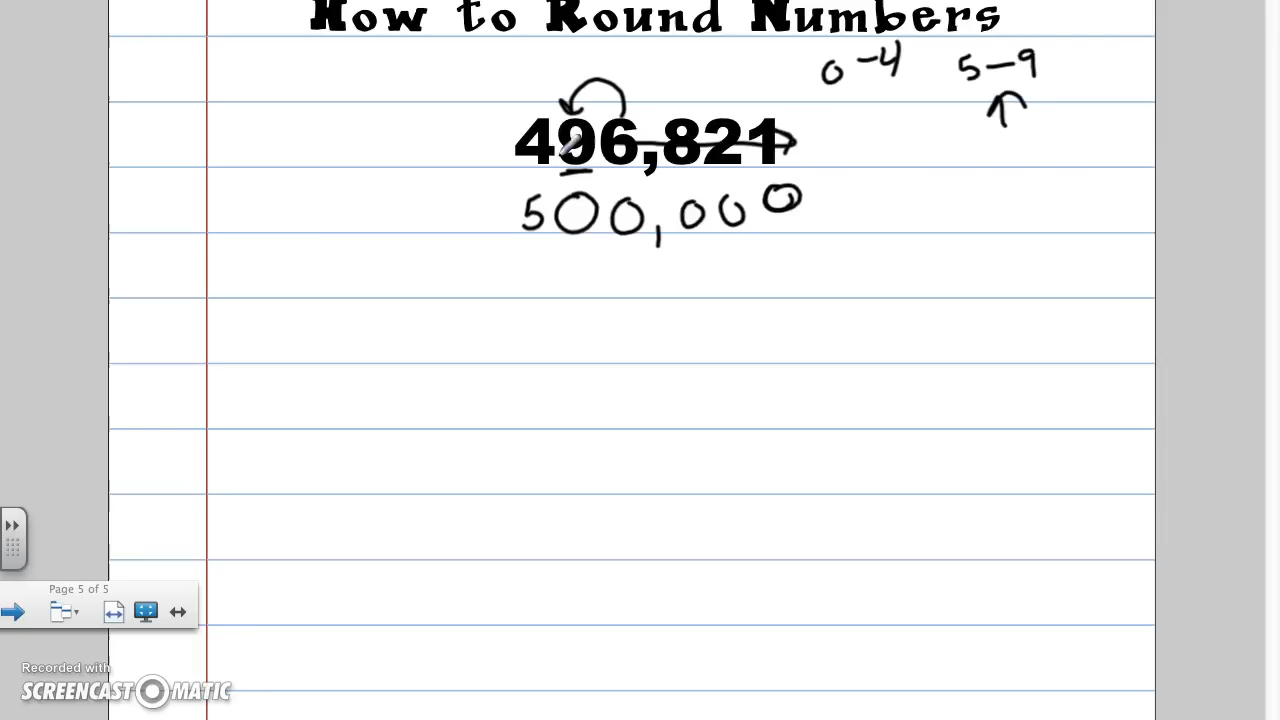 How to Round Numbers
0-4 5-9
496,821
500,000
Page 5 of 5
Recorded with
SCREENCAST-O-MATIC